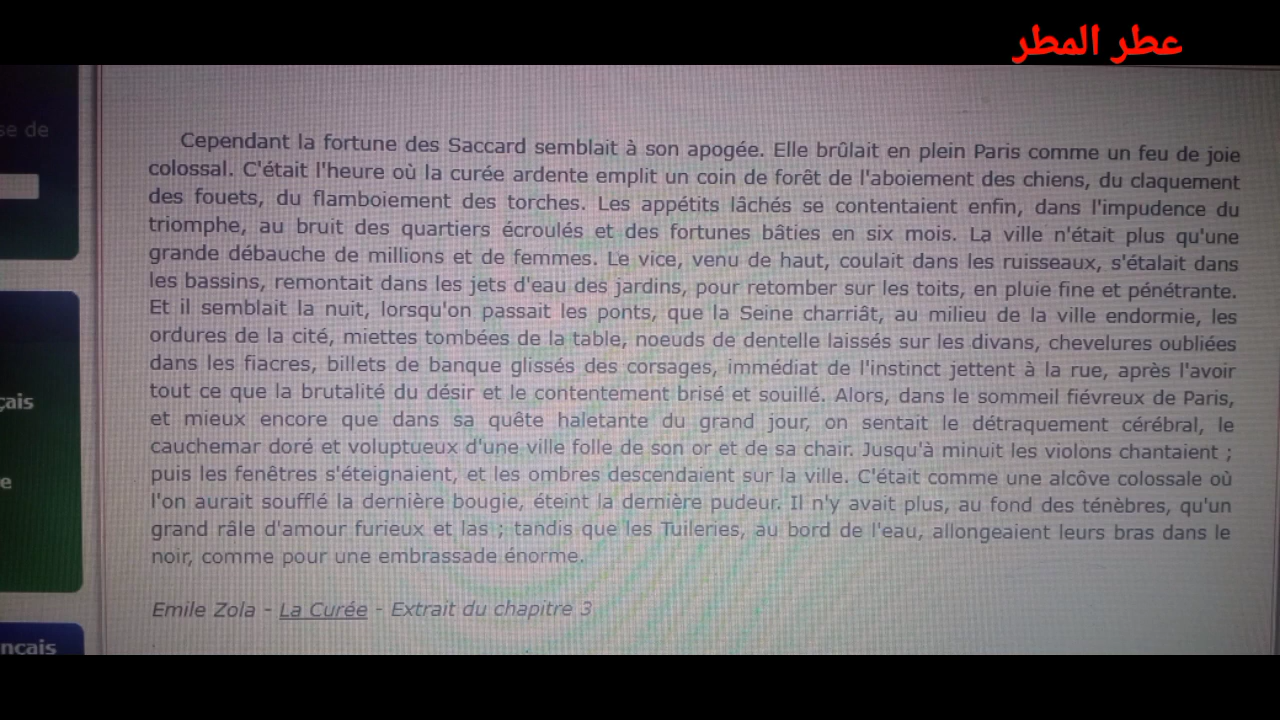 عطر المطر
se de
Cependant la fortune des Saccard semblait à son apogée. Elle brûlait en plein Paris comme un feu de joie
colossal. C'était l'heure où la curée ardente emplit un coin de forêt de l'aboiement des chiens, du claquement
des fouets, du flamboiement des torches. Les appétits lâchés se contentaient enfin, dans l'impudence du
triomphe, au bruit des quartiers écroulés et des fortunes bâties en six mois. La ville n'était plus qu'une
grande débauche de millions et de femmes. Le vice, venu de haut, coulait dans les ruisseaux, s'étalait dans
les bassins, remontait dans les jets d'eau des jardins, pour retomber sur les toits, en pluie fine et pénétrante.
Et il semblait la nuit, lorsqu'on passait les ponts, que la Seine charriât, au milieu de la ville endormie, les
ordures de la cité, miettes tombées de la table, noeuds de dentelle laissés sur les divans, chevelures oubliées
dans les fiacres, billets de banque glissés des corsages, immédiat de l'instinct jettent à la rue, après l'avoir
tout ce que la brutalité du désir et le contentement brisé et souillé. Alors, dans le sommeil fiévreux de Paris,
et mieux encore que dans sa quête haletante du grand jour, on sentait le détraquement cérébral, le
cauchemar doré et voluptueux d'une ville folle de son or et de sa chair. Jusqu'à minuit les violons chantaient ;
puis les fenêtres s'éteignaient, et les ombres descendaient sur la ville. C'était comme une alcôve colossale où
l'on aurait soufflé la dernière bougie, éteint la dernière pudeur. Il n'y avait plus, au fond des ténèbres, qu'un
grand râle d'amour furieux et las ; tandis que les Tuileries, au bord de l'eau, allongeaient leurs bras dans le
noir, comme pour une embrassade énorme.
Emile Zola - La Curée - Extrait du chapitre 3
çais
e
ncais